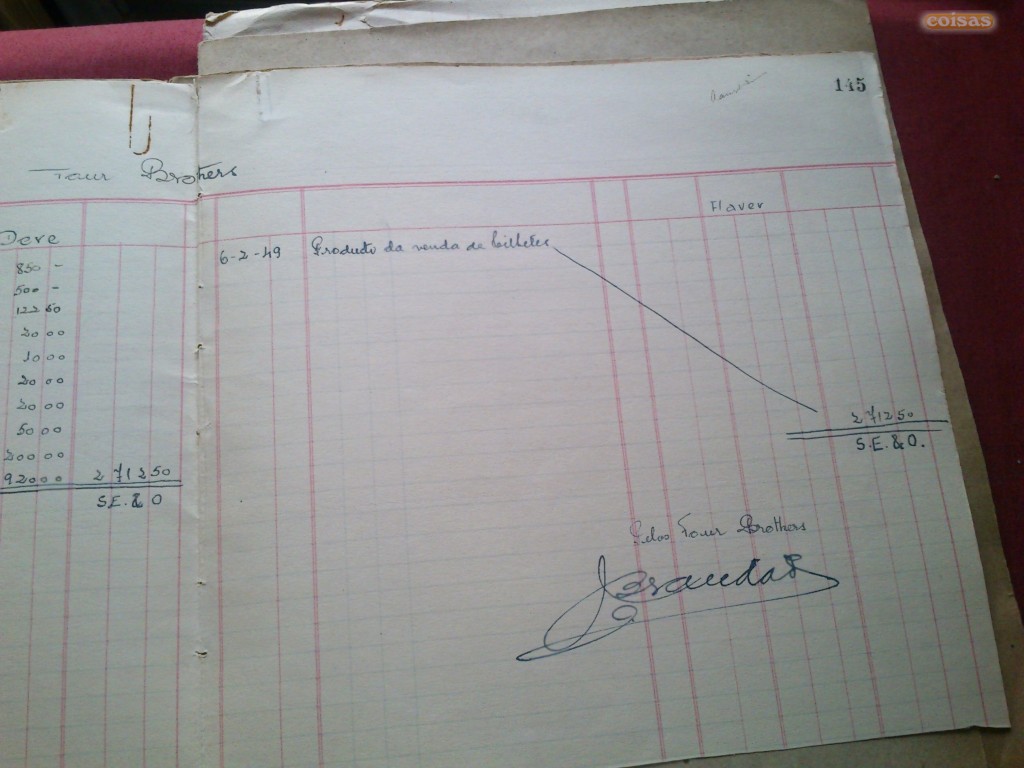 coisas
145
Four Brothers
Deve
850 -
500 -
122 50
20 00
10 00
20 00
20 00
50 00
200 00
920 00 2 712 50
S.E. & O
Haver
6-2-49 Producto da venda de bilhetes
2 712 50
S.E. & O.
Pelos Four Brothers